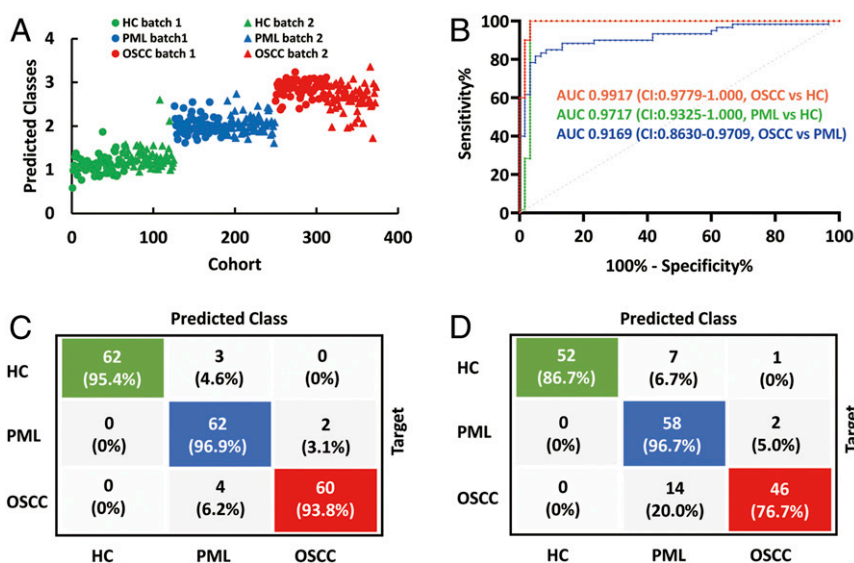 A
HC batch 1
HC batch 2
PML batch1
PML batch 2
OSCC batch 1
OSCC batch 2
Predicted Classes
4
3
2
1
0
0
100
200
300
400
Cohort
B
Sensitivity%
100
80
60
40
20
0
AUC 0.9917 (CI:0.9779-1.000, OSCC vs HC)
AUC 0.9717 (CI:0.9325-1.000, PML vs HC)
AUC 0.9169 (CI:0.8630-0.9709, OSCC vs PML)
0
20
40
60
80
100
100% - Specificity%
C
Predicted Class
HC
62
(95.4%)
3
(4.6%)
0
(0%)
PML
0
(0%)
62
(96.9%)
2
(3.1%)
OSCC
0
(0%)
4
(6.2%)
60
(93.8%)
Target
HC
PML
OSCC
D
Predicted Class
HC
52
(86.7%)
7
(6.7%)
1
(0%)
PML
0
(0%)
58
(96.7%)
2
(5.0%)
OSCC
0
(0%)
14
(20.0%)
46
(76.7%)
Target
HC
PML
OSCC